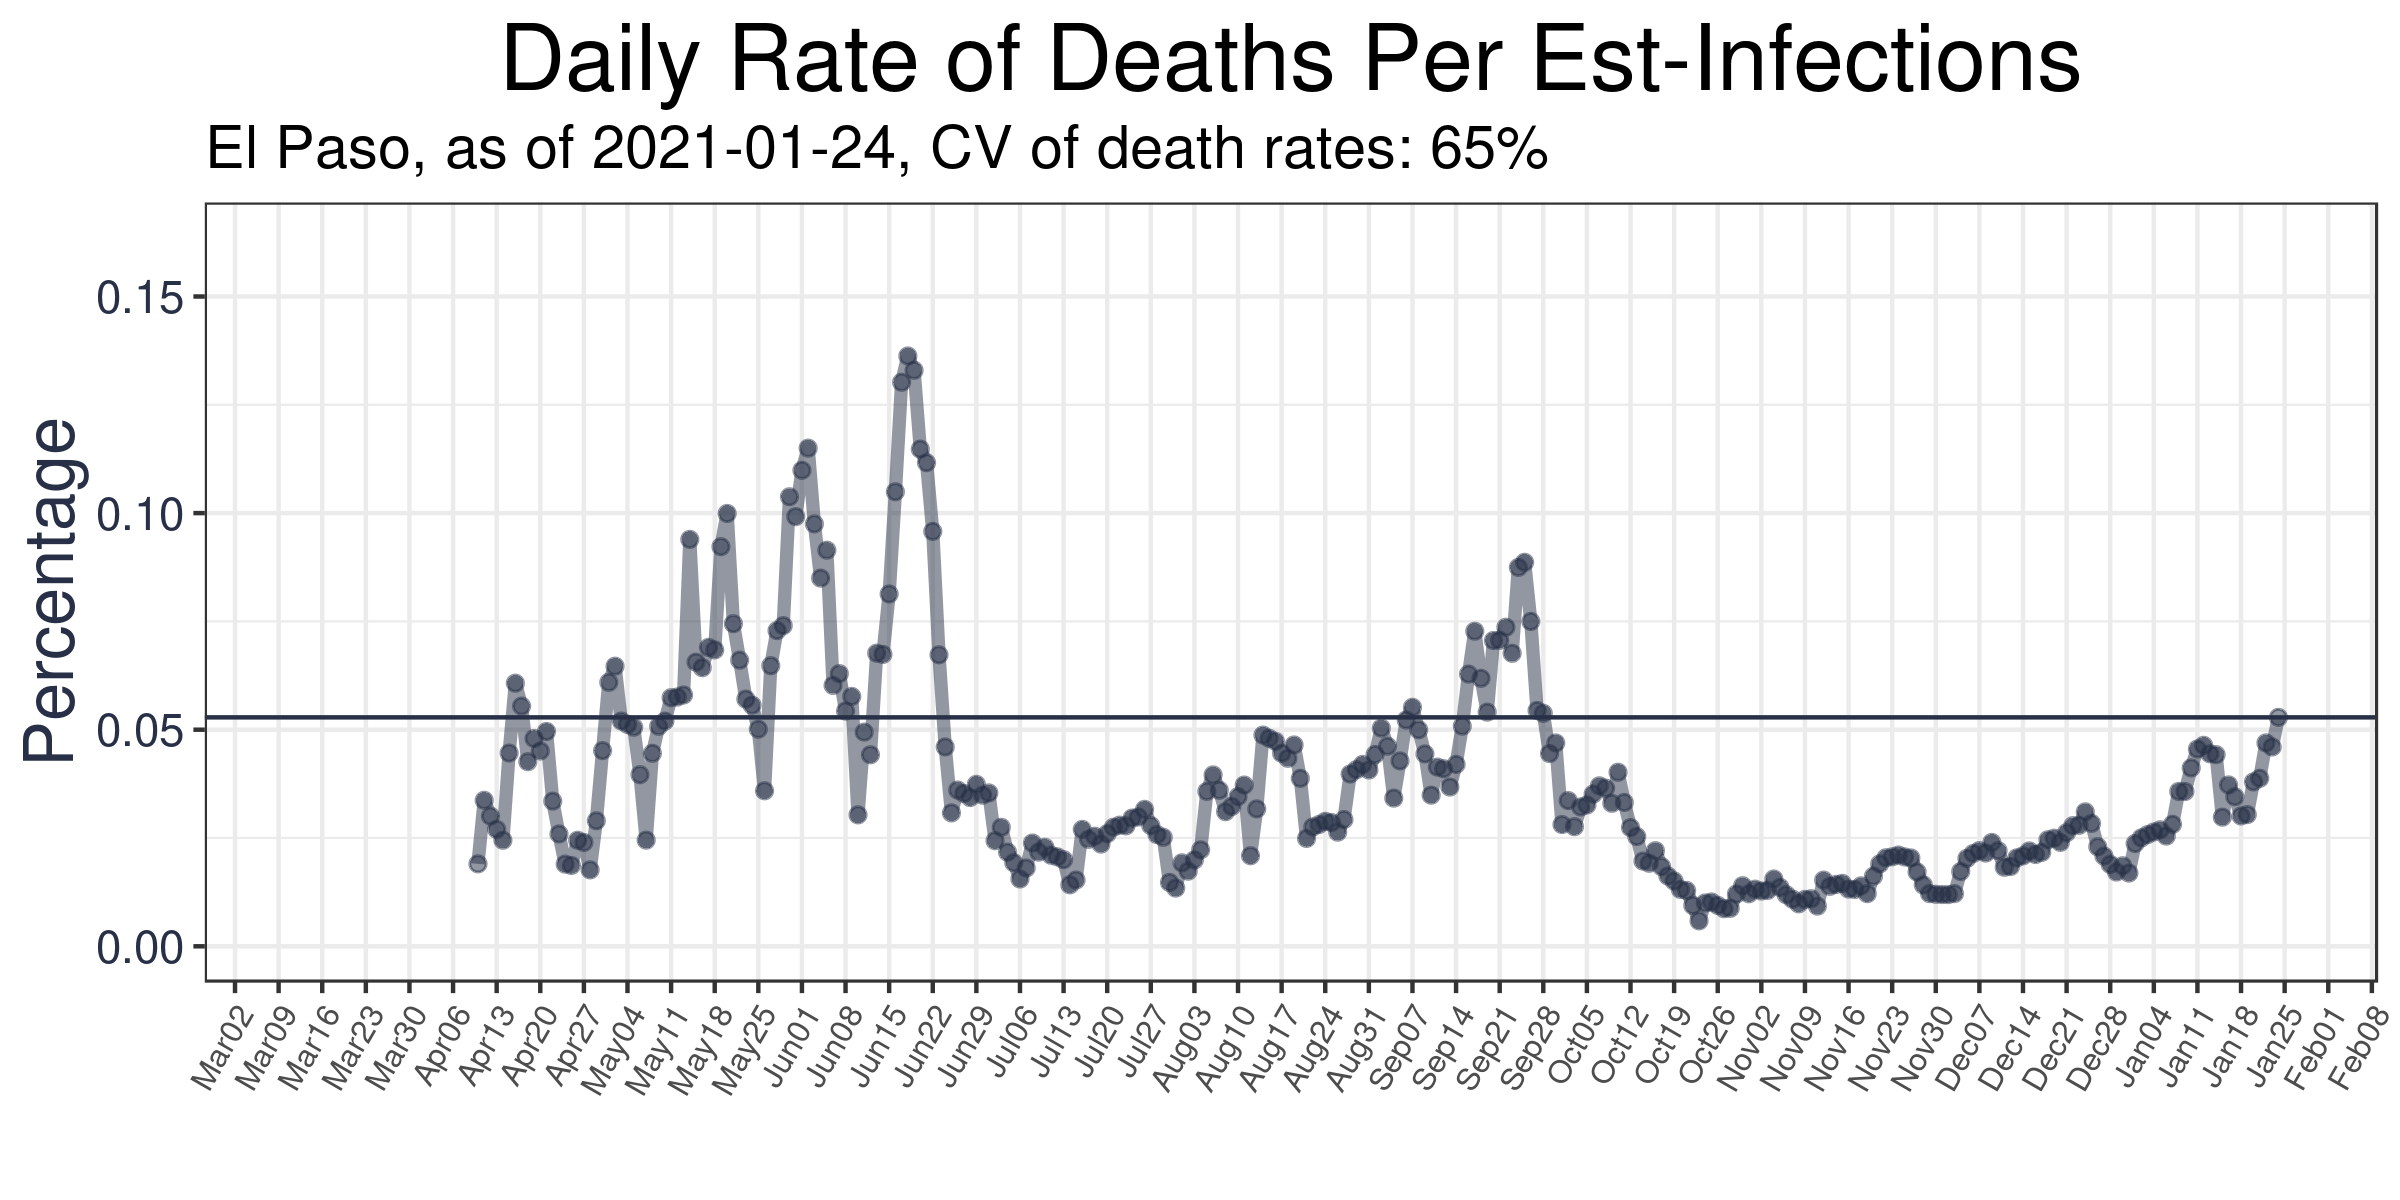 Daily Rate of Deaths Per Est-Infections
El Paso, as of 2021-01-24, CV of death rates: 65%
Percentage
0.15
0.10
0.05
0.00
Mar02
Mar09
Mar16
Mar23
Mar30
Apr06
Apr13
Apr20
Apr27
May04
May11
May18
May25
Jun01
Jun08
Jun15
Jun22
Jun29
Jul06
Jul13
Jul20
Jul27
Aug03
Aug10
Aug17
Aug24
Aug31
Sep07
Sep14
Sep21
Sep28
Oct05
Oct12
Oct19
Oct26
Nov02
Nov09
Nov16
Nov23
Nov30
Dec07
Dec14
Dec21
Dec28
Jan04
Jan11
Jan18
Jan25
Feb01
Feb08